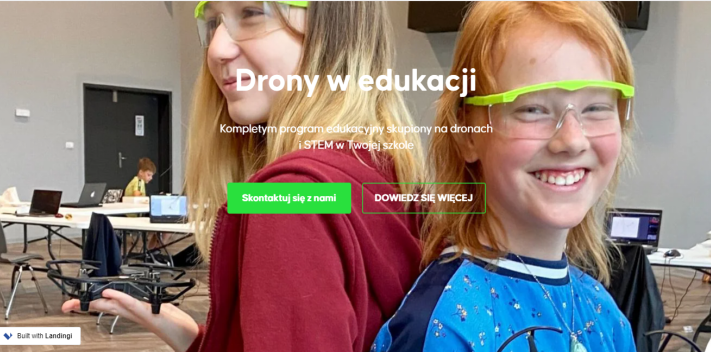 Drony w edukacji
Kompletym program edukacyjny skupiony na dronach
i STEM w Twojej szkole
Skontaktuj się z nami
DOWIEDZ SIĘ WIĘCEJ
Built with Landingi